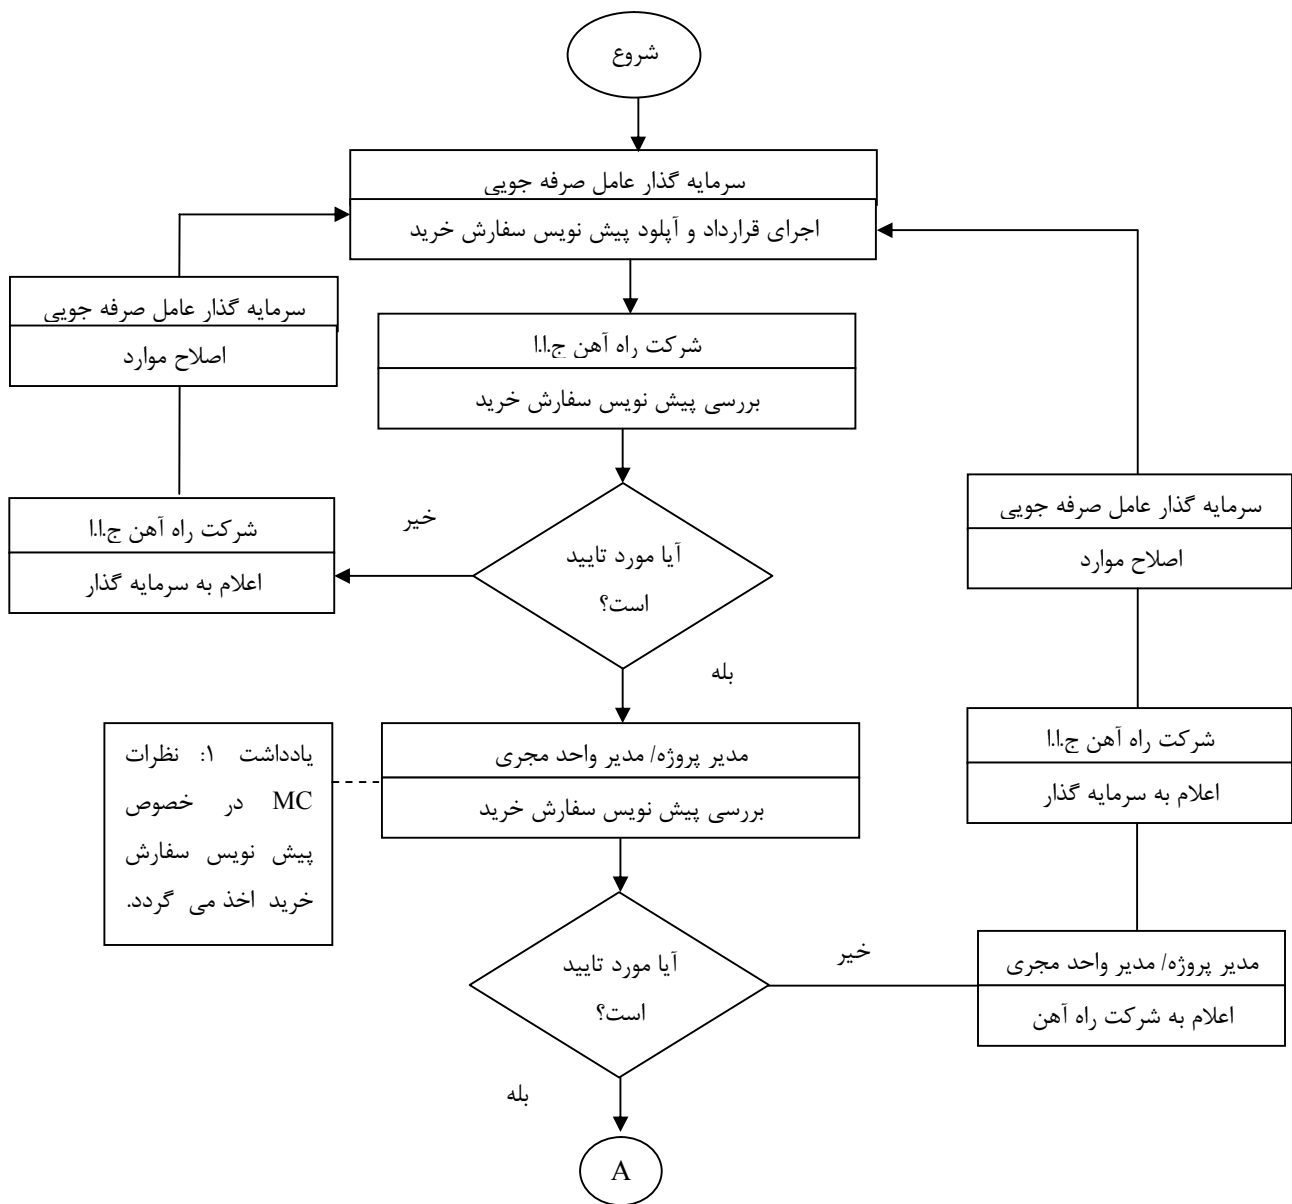 شروع
سرمایه گذار عامل صرفه جویی
اجرای قرارداد و آپلود پیش نویس سفارش خرید
سرمایه گذار عامل صرفه جویی
اصلاح موارد
شرکت راه آهن ج.ا.ا
بررسی پیش نویس سفارش خرید
شرکت راه آهن ج.ا.ا
اعلام به سرمایه گذار
خیر
آیا مورد تایید
است؟
بله
سرمایه گذار عامل صرفه جویی
اصلاح موارد
شرکت راه آهن ج.ا.ا
اعلام به سرمایه گذار
مدیر پروژه/ مدیر واحد مجری
بررسی پیش نویس سفارش خرید
یادداشت ۱: نظرات
MC در خصوص
پیش نویس سفارش
خرید اخذ می گردد.
آیا مورد تایید
است؟
خیر
مدیر پروژه/ مدیر واحد مجری
اعلام به شرکت راه آهن
بله
A